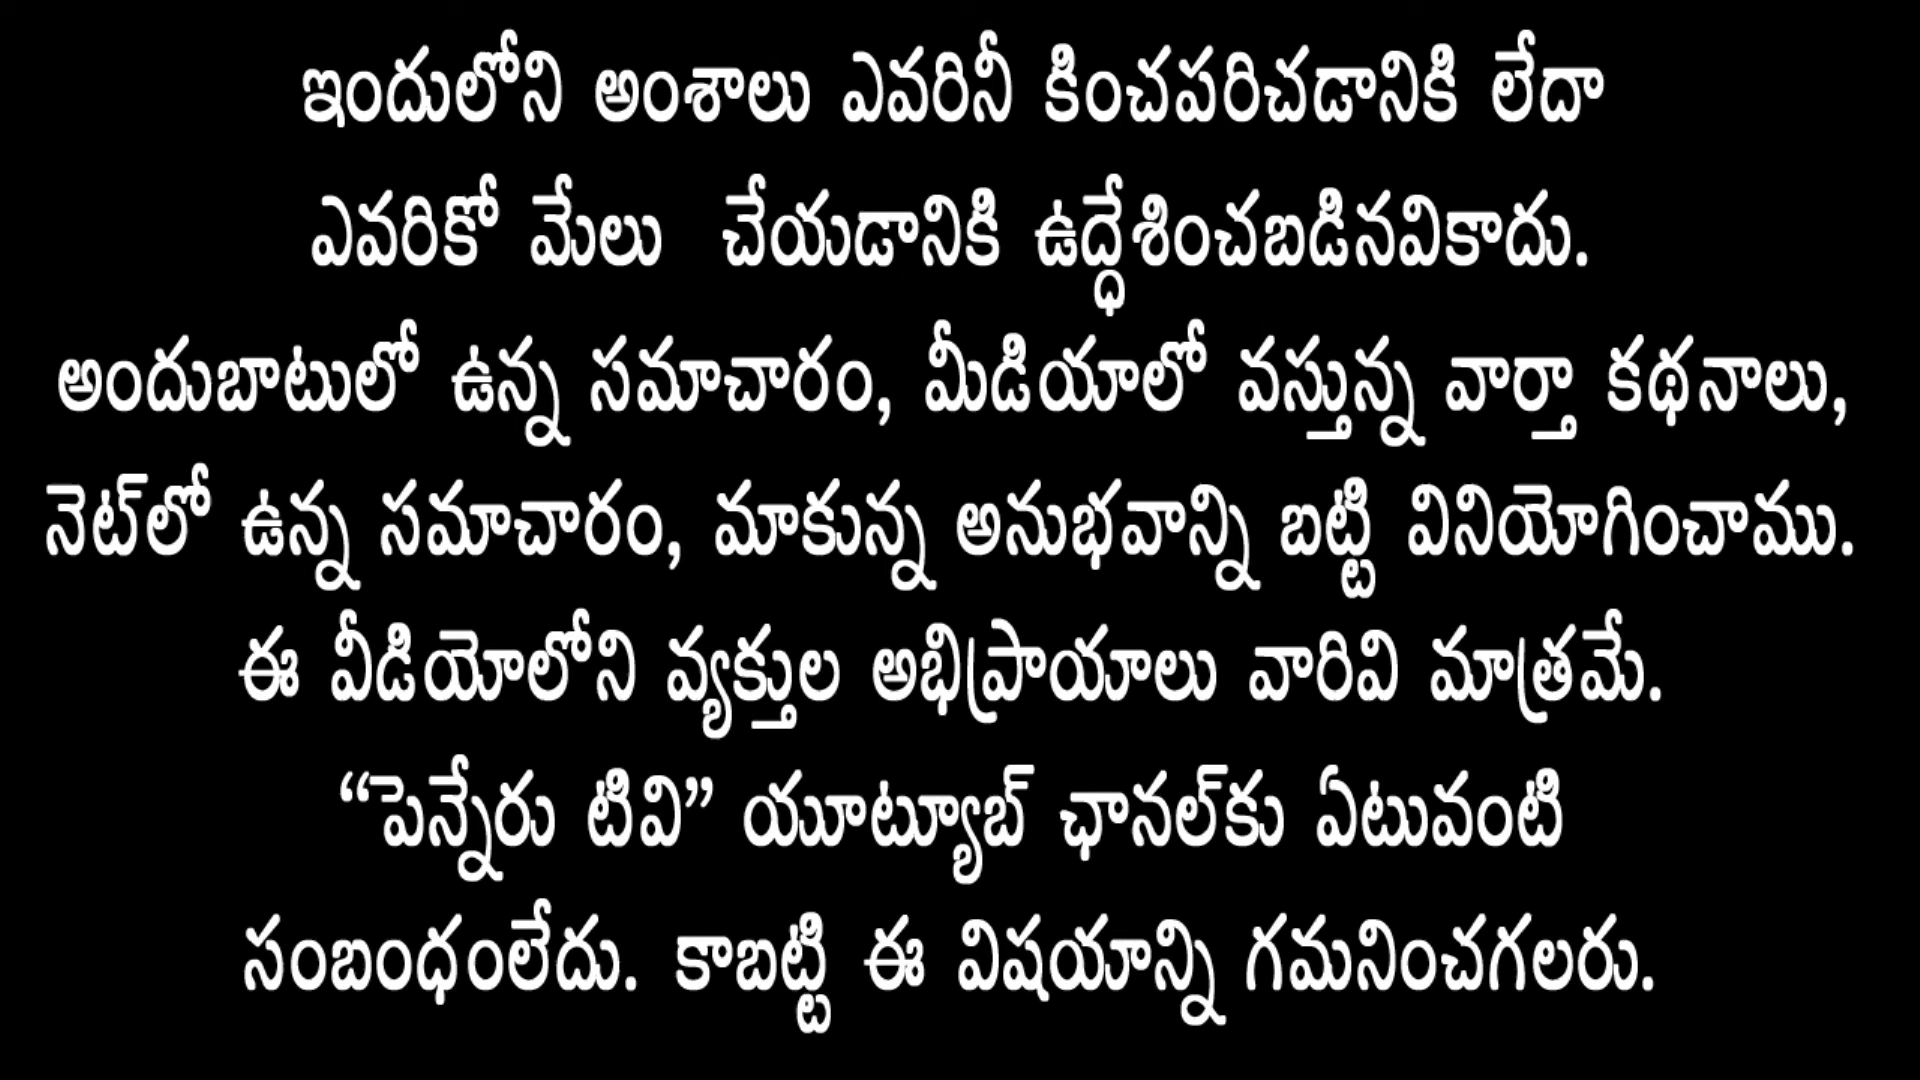 ఇందులోని అంశాలు ఎవరినీ కించపరిచడానికి లేదా
ఎవరికో మేలు చేయడానికి ఉద్ధేశించబడినవికాదు.
అందుబాటులో ఉన్న సమాచారం, మీడియాలో వస్తున్న వార్తా కథనాలు,
నెట్‌లో ఉన్న సమాచారం, మాకున్న అనుభవాన్ని బట్టి వినియోగించాము.
ఈ వీడియోలోని వ్యక్తుల అభిప్రాయాలు వారివి మాత్రమే.
“పెన్నేరు టివి” యూట్యూబ్ ఛానల్‌కు ఏటువంటి
సంబంధంలేదు. కాబట్టి ఈ విషయాన్ని గమనించగలరు.